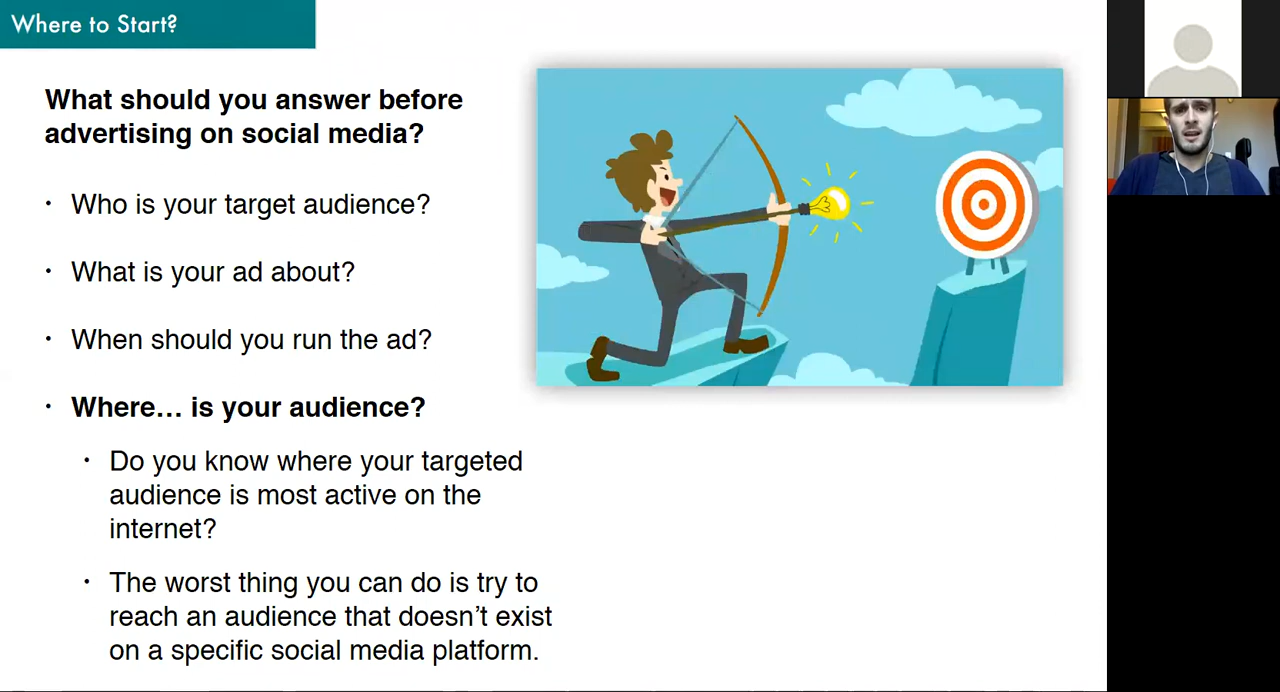 Where to Start?
What should you answer before
advertising on social media?
• Who is your target audience?
• What is your ad about?
• When should you run the ad?
• Where... is your audience?
• Do you know where your targeted
audience is most active on the
internet?
• The worst thing you can do is try to
reach an audience that doesn’t exist
on a specific social media platform.